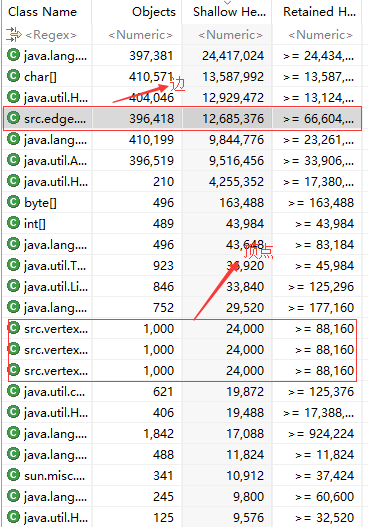 Class Name Objects Shallow He... Retained H...
<Regex> <Numeric> <Numeric> <Numeric>
java.lang.... 397,381 24,417,024 >= 24,434,...
char[] 410,571 13,587,992 >= 13,587,...
边
java.util.H... 404,046 12,929,472 >= 13,124,...
src.edge.... 396,418 12,685,376 >= 66,604,...
java.lang.... 410,199 9,844,776 >= 23,261,...
java.util.A... 396,519 9,516,456 >= 33,906,...
java.util.H... 210 4,255,352 >= 17,380,...
byte[] 496 163,488 >= 163,488
int[] 489 43,984 >= 43,984
java.lang.... 496 43,648 >= 83,184
顶点
java.util.T... 923 36,920 >= 45,984
java.util.Li... 846 33,840 >= 125,296
java.lang.... 752 29,520 >= 177,160
src.vertex... 1,000 24,000 >= 88,160
src.vertex... 1,000 24,000 >= 88,160
src.vertex... 1,000 24,000 >= 88,160
java.util.c... 621 19,872 >= 125,376
java.util.H... 406 19,488 >= 17,388,...
java.lang.... 1,842 17,088 >= 924,224
java.lang.... 488 11,824 >= 11,824
sun.misc.... 341 10,912 >= 37,424
java.lang.... 245 9,800 >= 60,600
java.util.H... 125 9,576 >= 32,520